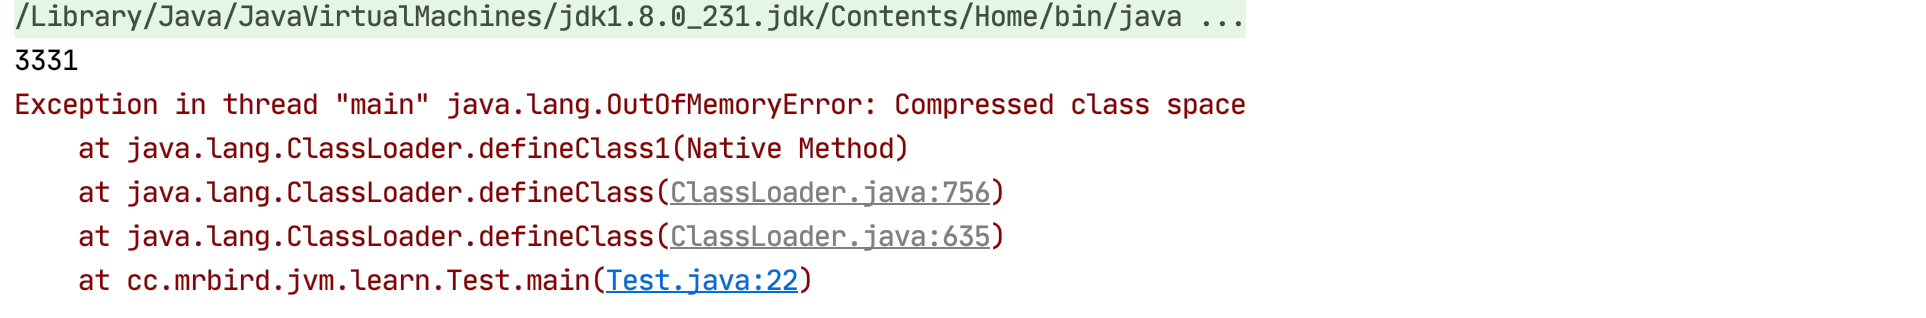 /Library/Java/JavaVirtualMachines/jdk1.8.0_231.jdk/Contents/Home/bin/java ...
3331
Exception in thread "main" java.lang.OutOfMemoryError: Compressed class space
    at java.lang.ClassLoader.defineClass1(Native Method)
    at java.lang.ClassLoader.defineClass(ClassLoader.java:756)
    at java.lang.ClassLoader.defineClass(ClassLoader.java:635)
    at cc.mrbird.jvm.learn.Test.main(Test.java:22)